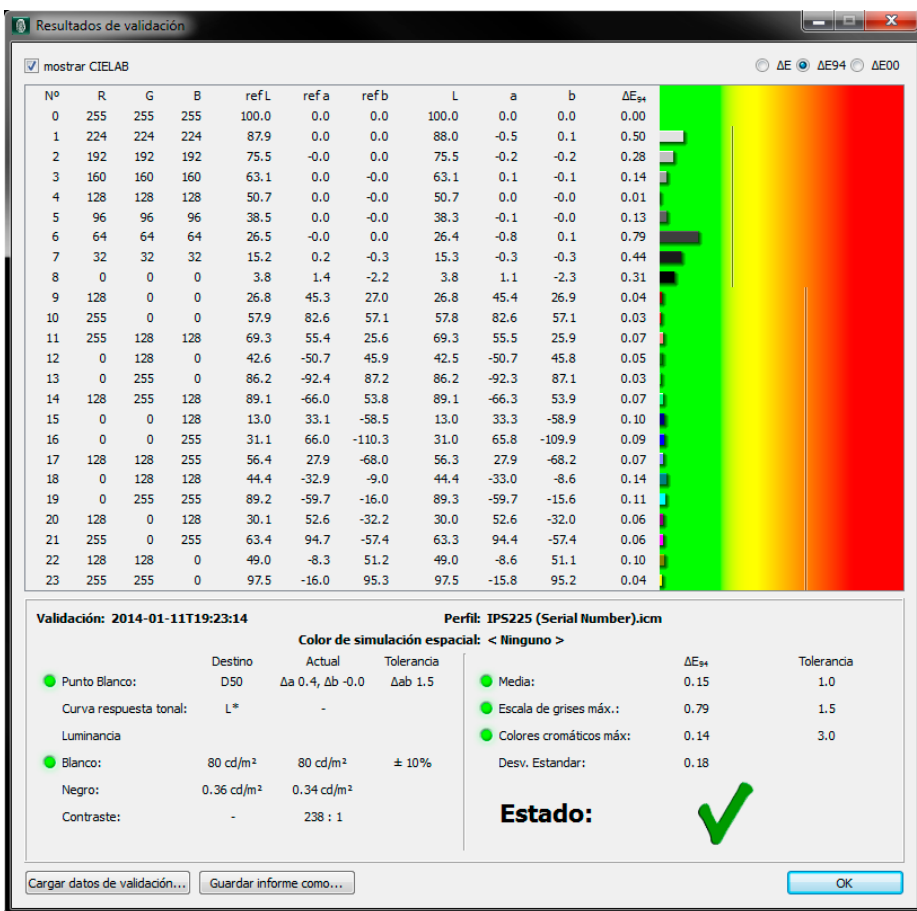 Resultados de validación
mostrar CIELAB ΔE ΔE94 ΔE00
Nº R G B ref L ref a ref b L a b ΔE94
0 255 255 255 100.0 0.0 0.0 100.0 0.0 0.0 0.00
1 224 224 224 87.9 0.0 0.0 88.0 -0.5 0.1 0.50
2 192 192 192 75.5 -0.0 0.0 75.5 -0.2 -0.2 0.28
3 160 160 160 63.1 0.0 -0.0 63.1 0.1 -0.1 0.14
4 128 128 128 50.7 0.0 -0.0 50.7 0.0 -0.0 0.01
5 96 96 96 38.5 0.0 -0.0 38.3 -0.1 -0.0 0.13
6 64 64 64 26.5 -0.0 0.0 26.4 -0.8 0.1 0.79
7 32 32 32 15.2 0.2 -0.3 15.3 -0.3 -0.3 0.44
8 0 0 0 3.8 1.4 -2.2 3.8 1.1 -2.3 0.31
9 128 0 0 26.8 45.3 27.0 26.8 45.4 26.9 0.04
10 255 0 0 57.9 82.6 57.1 57.8 82.6 57.1 0.03
11 255 128 128 69.3 55.4 25.6 69.3 55.5 25.9 0.07
12 0 128 0 42.6 -50.7 45.9 42.5 -50.7 45.8 0.05
13 0 255 0 86.2 -92.4 87.2 86.2 -92.3 87.1 0.03
14 128 255 128 89.1 -66.0 53.8 89.1 -66.3 53.9 0.07
15 0 0 128 13.0 33.1 -58.5 13.0 33.3 -58.9 0.10
16 0 0 255 31.1 66.0 -110.3 31.0 65.8 -109.9 0.09
17 128 128 255 56.4 27.9 -68.0 56.3 27.9 -68.2 0.07
18 0 128 128 44.4 -32.9 -9.0 44.4 -33.0 -8.6 0.14
19 0 255 255 89.2 -59.7 -16.0 89.3 -59.7 -15.6 0.11
20 128 0 128 30.1 52.6 -32.2 30.0 52.6 -32.0 0.06
21 255 0 255 63.4 94.7 -57.4 63.3 94.4 -57.4 0.06
22 128 128 0 49.0 -8.3 51.2 49.0 -8.6 51.1 0.10
23 255 255 0 97.5 -16.0 95.3 97.5 -15.8 95.2 0.04
Validación: 2014-01-11T19:23:14 Perfil: IPS225 (Serial Number).icm
Color de simulación espacial: < Ninguno >
Destino Actual Tolerancia ΔE94 Tolerancia
Punto Blanco: D50 Δa 0.4, Δb -0.0 Δab 1.5 Media: 0.15 1.0
Curva respuesta tonal: L* - Escala de grises máx.: 0.79 1.5
Luminancia Colores cromáticos máx: 0.14 3.0
Blanco: 80 cd/m² 80 cd/m² ± 10% Desv. Estandar: 0.18
Negro: 0.36 cd/m² 0.34 cd/m²
Contraste: - 238 : 1 Estado:
Cargar datos de validación... Guardar informe como... OK